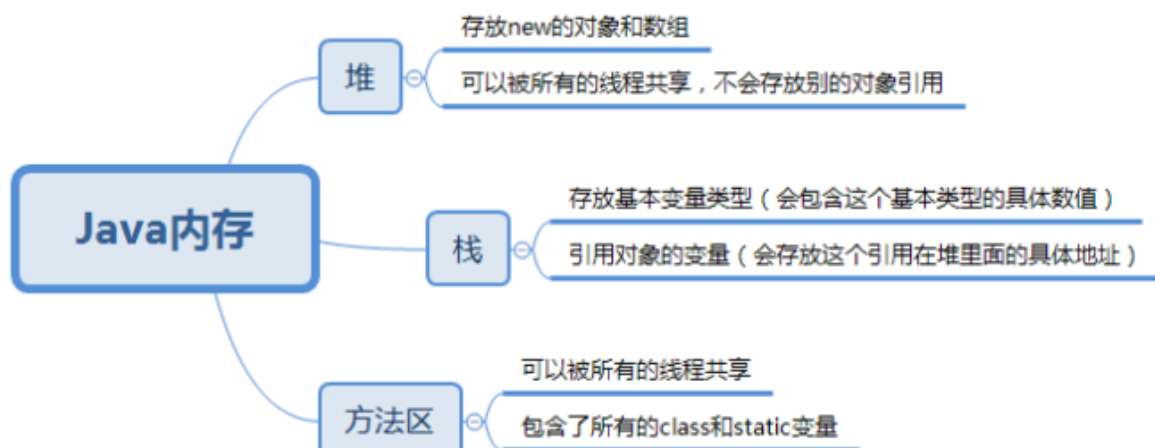 存放new的对象和数组
堆
可以被所有的线程共享，不会存放别的对象引用
Java内存
存放基本变量类型（会包含这个基本类型的具体数值）
栈
引用对象的变量（会存放这个引用在堆里面的具体地址）
可以被所有的线程共享
方法区
包含了所有的class和static变量